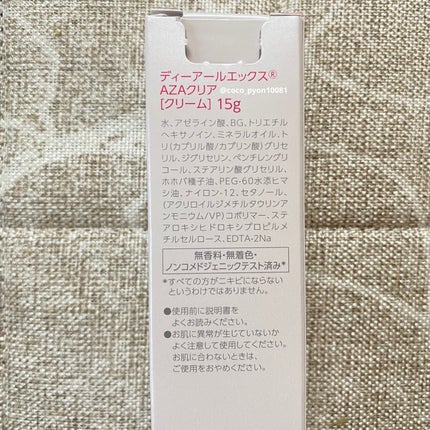 ディーアールエックス®
AZAクリア @coco_pyon10081
[クリーム] 15g
水、アゼライン酸、BG、トリエチル
ヘキサノイン、ミネラルオイル、ト
リ(カプリル酸/カプリン酸)グリセ
リル、ジグリセリン、ペンチレングリ
コール、ステアリン酸グリセリル、
ホホバ種子油、PEG-60水添ヒマ
シ油、ナイロン-12、セタノール、
(アクリロイルジメチルタウリンア
ンモニウム/VP)コポリマー、ステ
アロキシヒドロキシプロピルメ
チルセルロース、EDTA-2Na
無香料・無着色・
ノンコメドジェニックテスト済み*
*すべての方がニキビにならない
というわけではありません。
●使用前に説明書を
よくお読みください。
●お肌に異常が生じていないか
よく注意して使用してください。
お肌に合わないときは、
ご使用をおやめください。